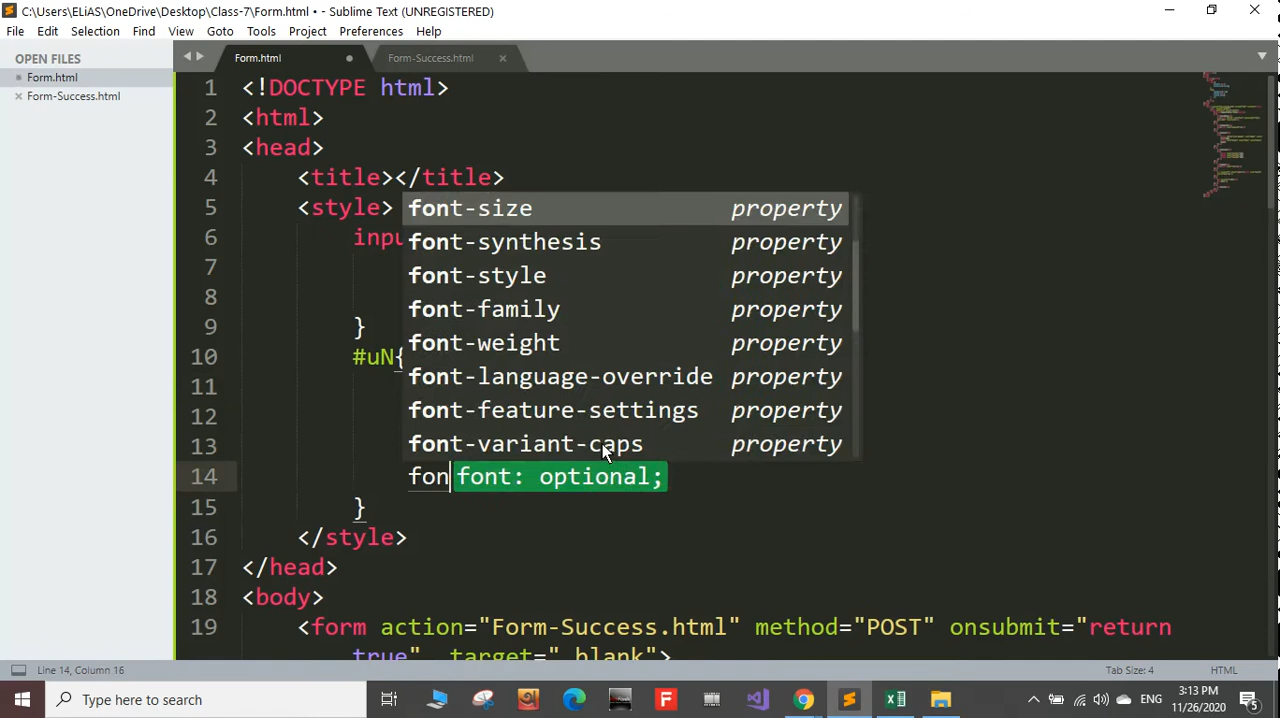 C:\Users\ELiAS\OneDrive\Desktop\Class-7\Form.html • - Sublime Text (UNREGISTERED)
File Edit Selection Find View Goto Tools Project Preferences Help
OPEN FILES
Form.html
Form-Success.html
Form.html Form-Success.html
1 <!DOCTYPE html>
2 <html>
3 <head>
4 <title></title>
5 <style>
6 inpu
7
8
9 }
10 #uN{
11
12
13
14 fon
15 }
16 </style>
17 </head>
18 <body>
19 <form action="Form-Success.html" method="POST" onsubmit="return
true" target="_blank">
font-size property
font-synthesis property
font-style property
font-family property
font-weight property
font-language-override property
font-feature-settings property
font-variant-caps property
font: optional;
Line 14, Column 16
Tab Size: 4
HTML
Type here to search
ENG
3:13 PM
11/26/2020
5